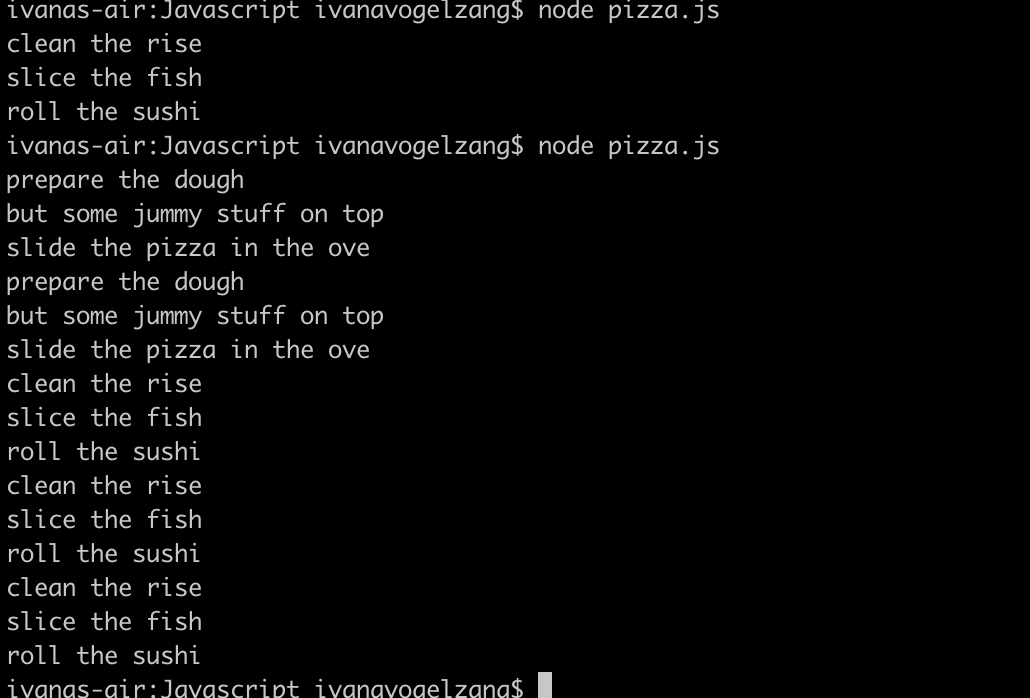 ivanas-air:Javascript ivanavogelzang$ node pizza.js
clean the rise
slice the fish
roll the sushi
ivanas-air:Javascript ivanavogelzang$ node pizza.js
prepare the dough
but some jummy stuff on top
slide the pizza in the ove
prepare the dough
but some jummy stuff on top
slide the pizza in the ove
clean the rise
slice the fish
roll the sushi
clean the rise
slice the fish
roll the sushi
clean the rise
slice the fish
roll the sushi
ivanas-air:Javascript ivanavogelzang$